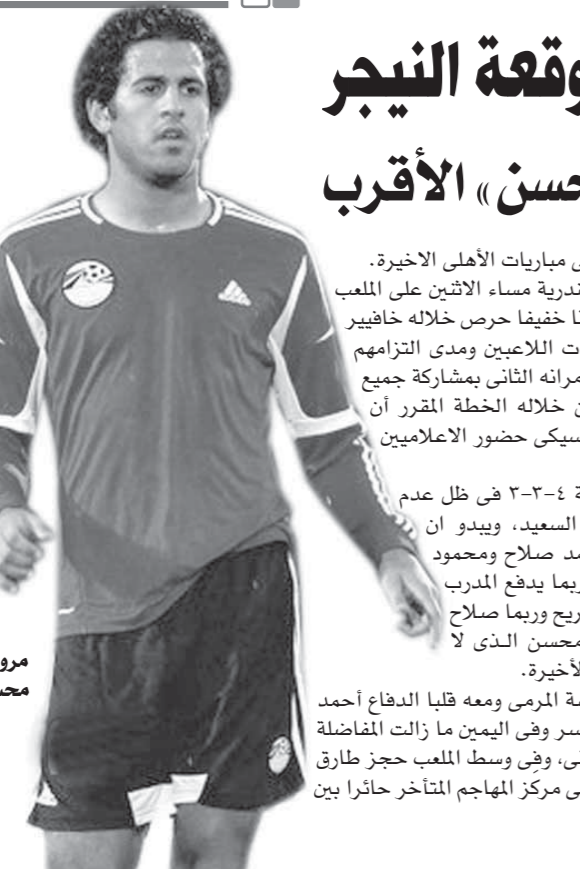 وقعة النيجر
حسن» الأقرب
مباريات الأهلى الاخيرة.
ندرية مساء الاثنين على الملعب
خفيفا حرص خلاله خافيير
ت اللاعبين ومدى التزامهم
مرانه الثانى بمشاركة جميع
خلاله الخطة المقرر أن
سيكى حضور الاعلاميين
٤-٣-٣ فى ظل عدم
السعيد، ويبدو ان
مد صلاح ومحمود
ربما يدفع المدرب
ريح وربما صلاح
محسن الذى لا
لأخيرة.
ـة المرمى ومعه قلبا الدفاع أحمد
سر وفى اليمين ما زالت المفاضلة
نى، وفى وسط الملعب حجز طارق
ى مركز المهاجم المتأخر حائرا بين
مرو
محس